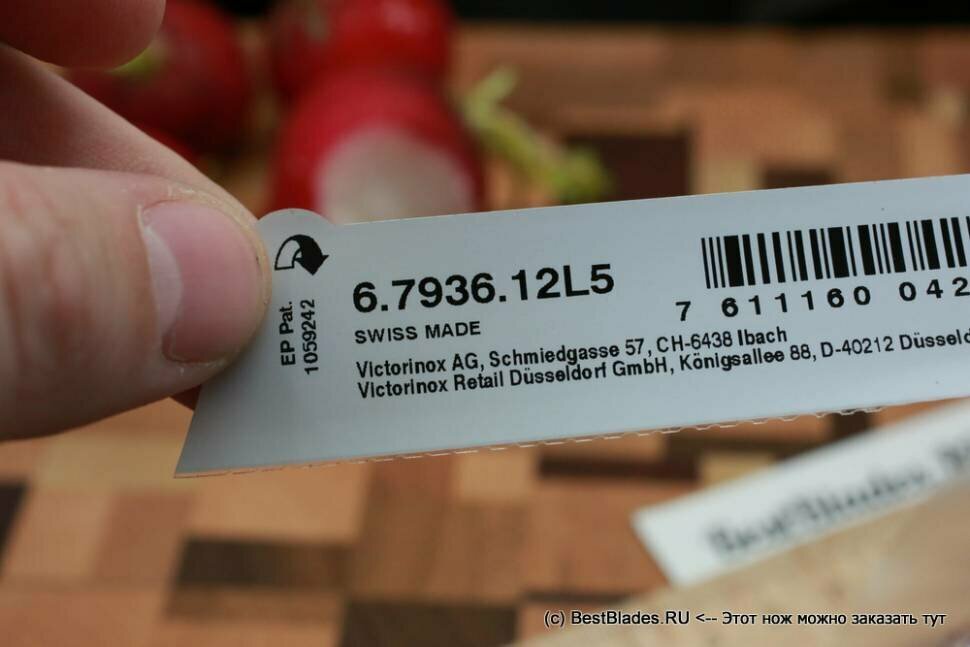 6.7936.12L5
SWISS MADE
Victorinox AG, Schmiedgasse 57, CH-6438 Ibach
Victorinox Retail Düsseldorf GmbH, Königsallee 88, D-40212
EP Pat.
1059242
7 611160 042
BestBlades
(c) BestBlades.RU <-- Этот нож можно заказать тут